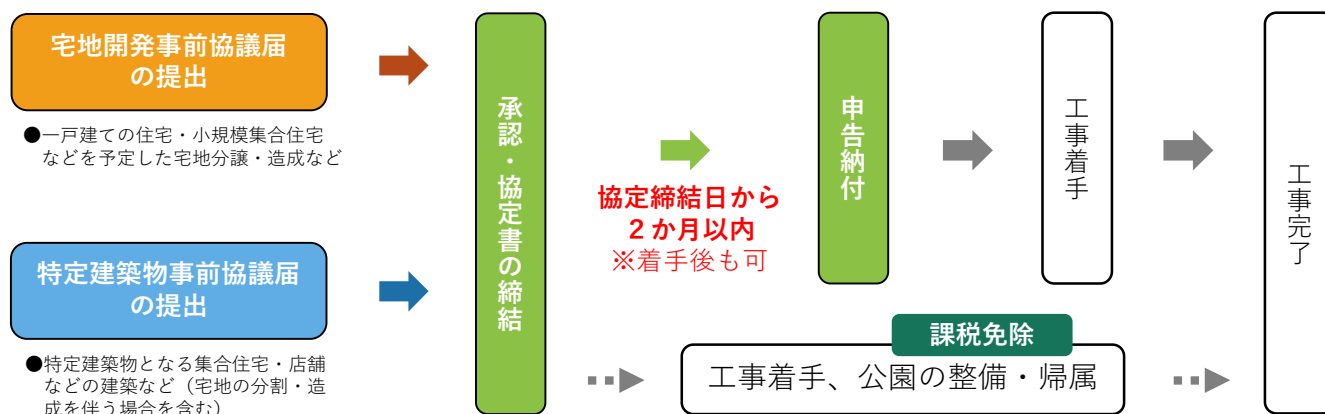 宅地開発事前協議届
の提出
●一戸建ての住宅・小規模集合住宅
などを予定した宅地分譲・造成など
特定建築物事前協議届
の提出
●特定建築物となる集合住宅・店舗
などの建築など（宅地の分割・造
成を伴う場合を含む）
承認・協定書の締結
協定締結日から
２か月以内
※着手後も可
申告納付
工事着手
課税免除
工事着手、公園の整備・帰属
工事完了